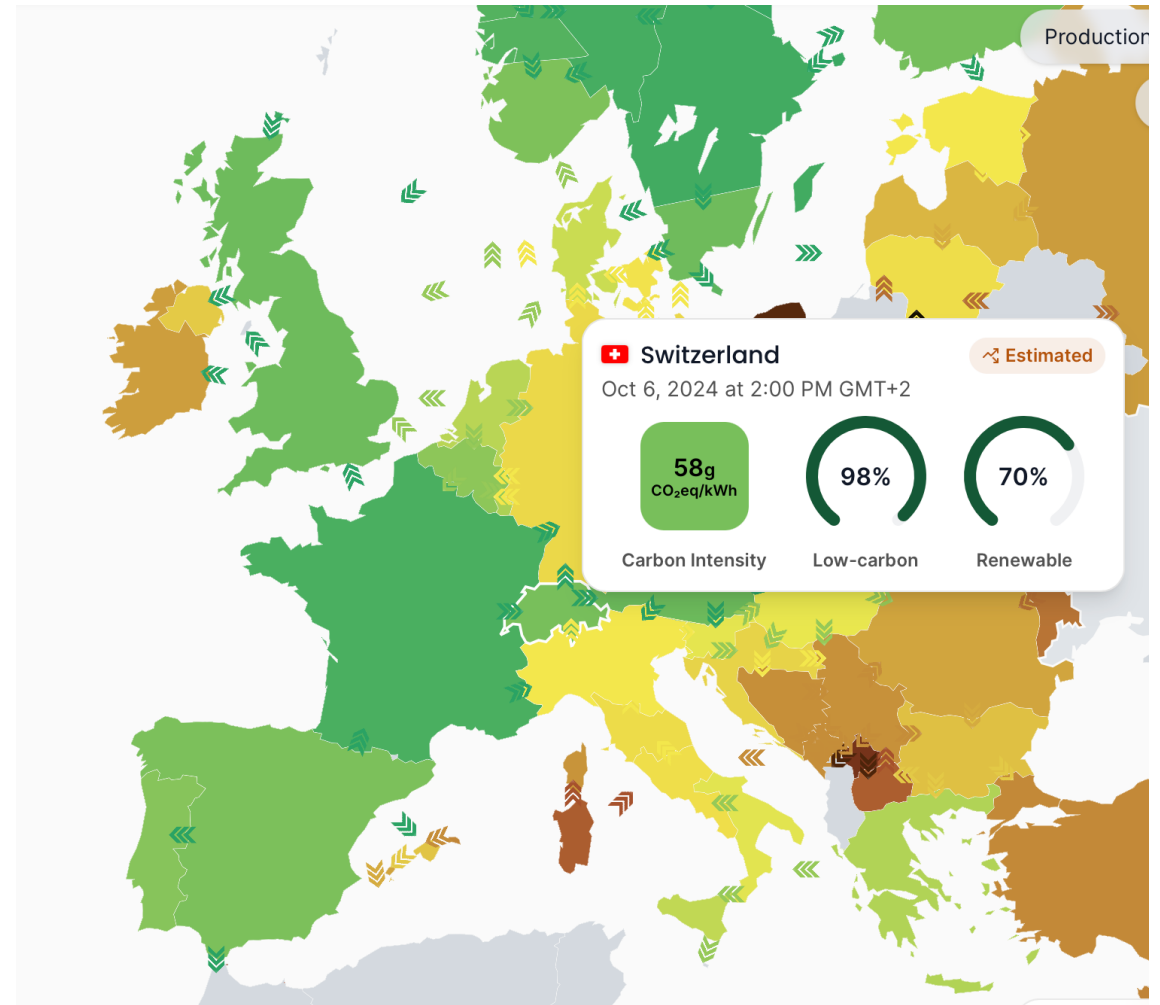 Production
Switzerland
Estimated
Oct 6, 2024 at 2:00 PM GMT+2
58g
CO₂eq/kWh
98%
70%
Carbon Intensity
Low-carbon
Renewable